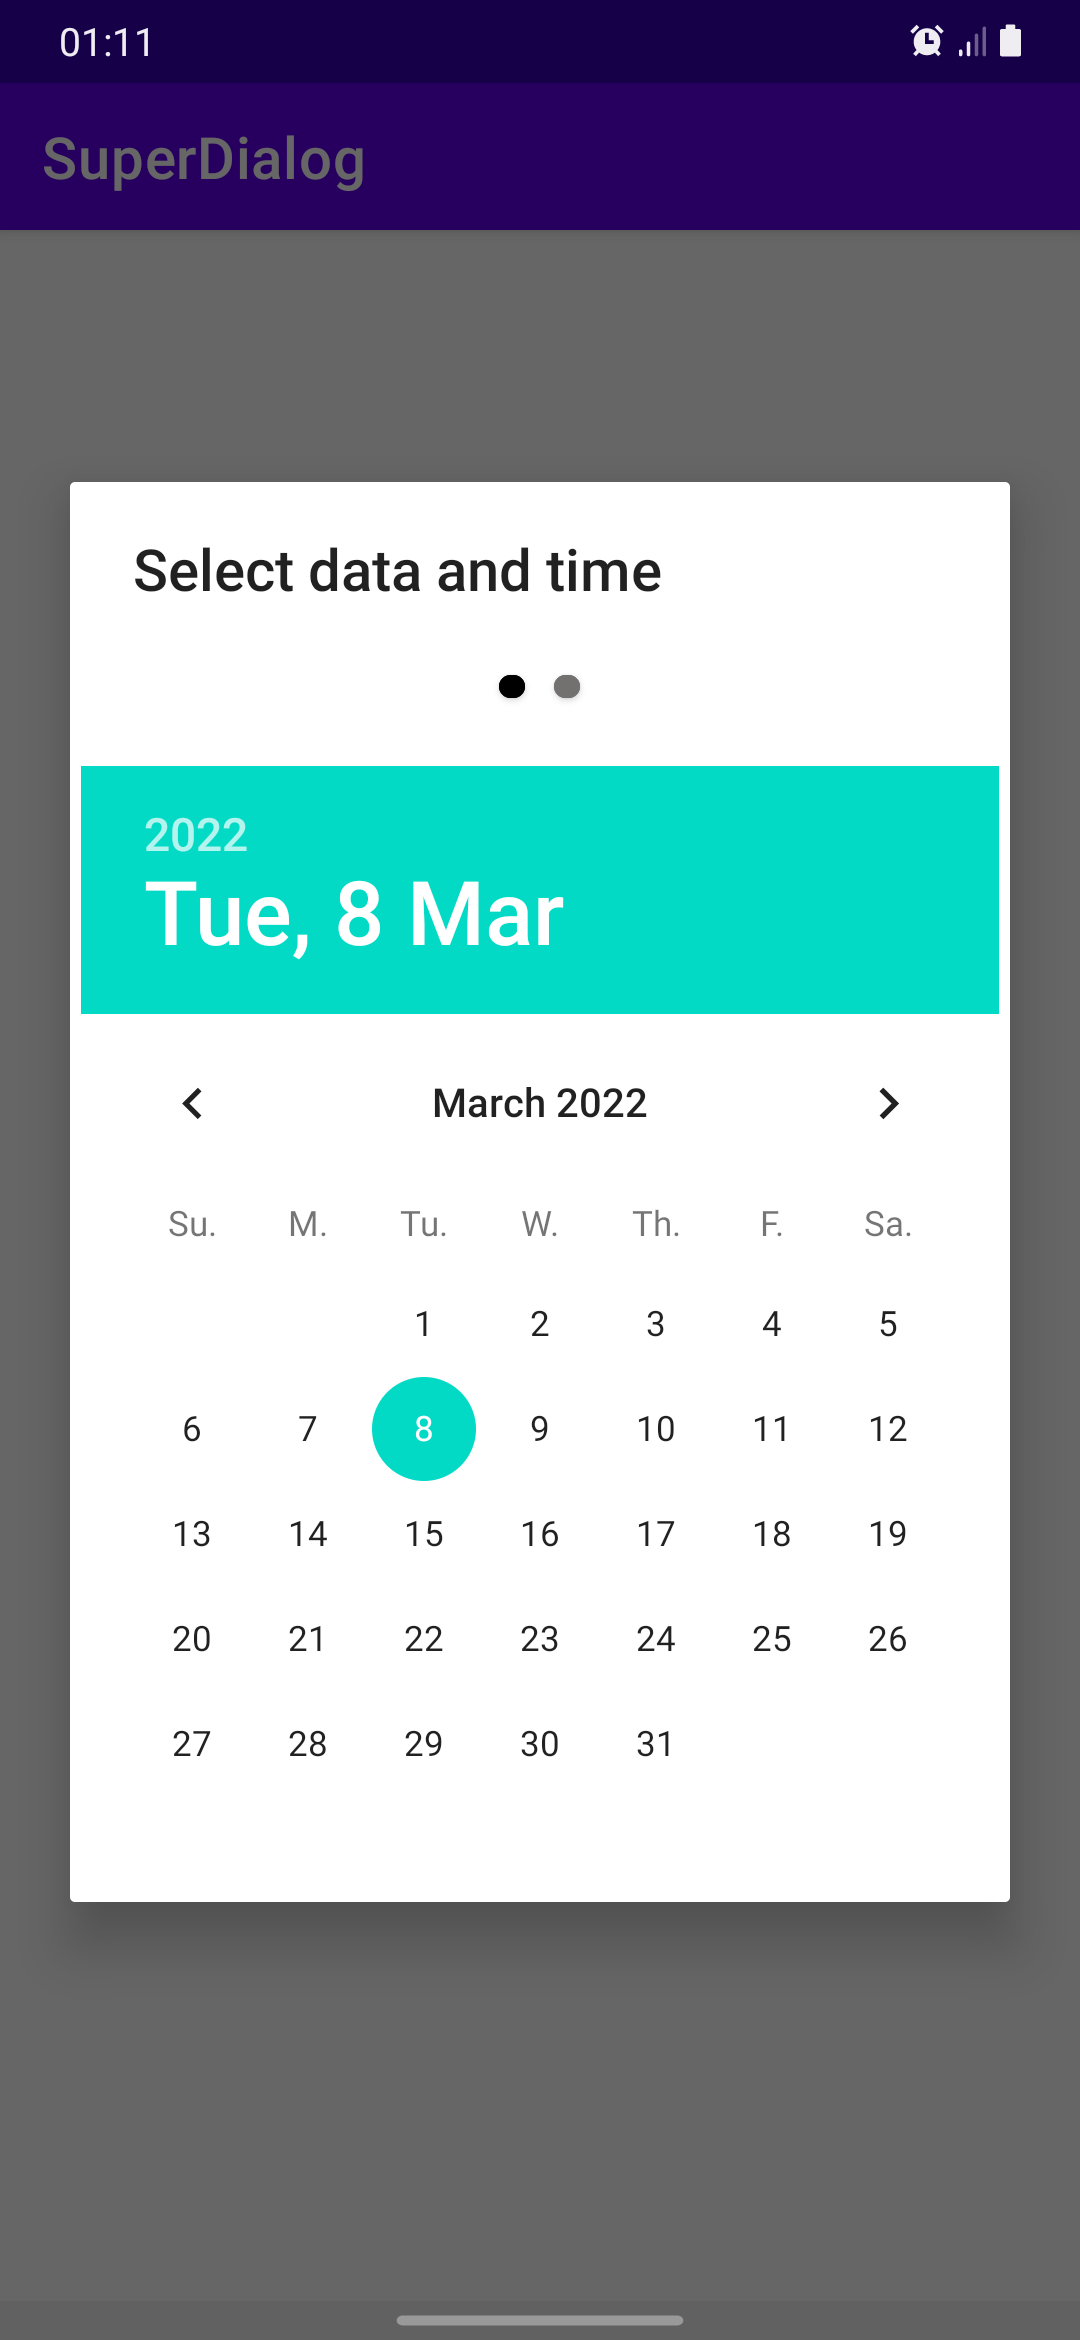 01:11
SuperDialog
Select data and time
2022
Tue, 8 Mar
March 2022
Su. M. Tu. W. Th. F. Sa.
1 2 3 4 5
6 7 8 9 10 11 12
13 14 15 16 17 18 19
20 21 22 23 24 25 26
27 28 29 30 31